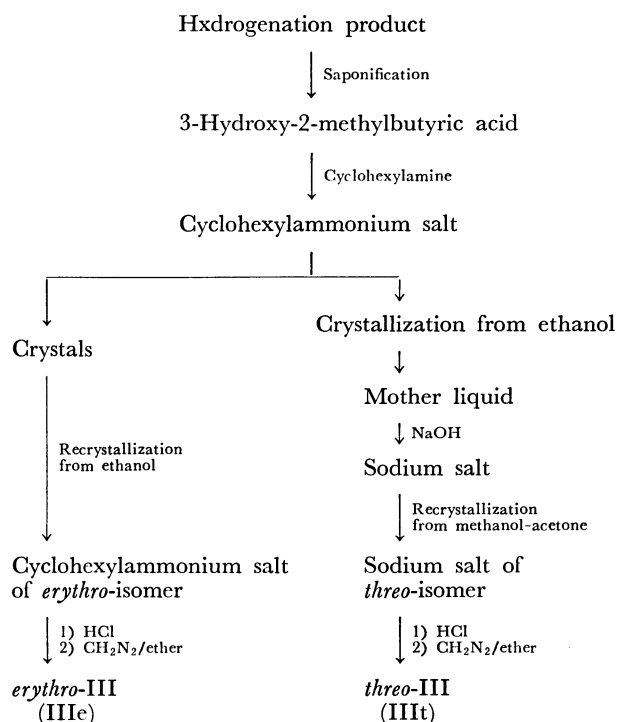 Hxdrogenation product
Saponification
3-Hydroxy-2-methylbutyric acid
Cyclohexylamine
Cyclohexylammonium salt
Crystals
Recrystallization
from ethanol
Cyclohexylammonium salt
of erythro-isomer
1) HCl
2) CH₂N₂/ether
erythro-III
(IIIe)
Crystallization from ethanol
Mother liquid
NaOH
Sodium salt
Recrystallization
from methanol-acetone
Sodium salt of
threo-isomer
1) HCl
2) CH₂N₂/ether
threo-III
(IIIt)